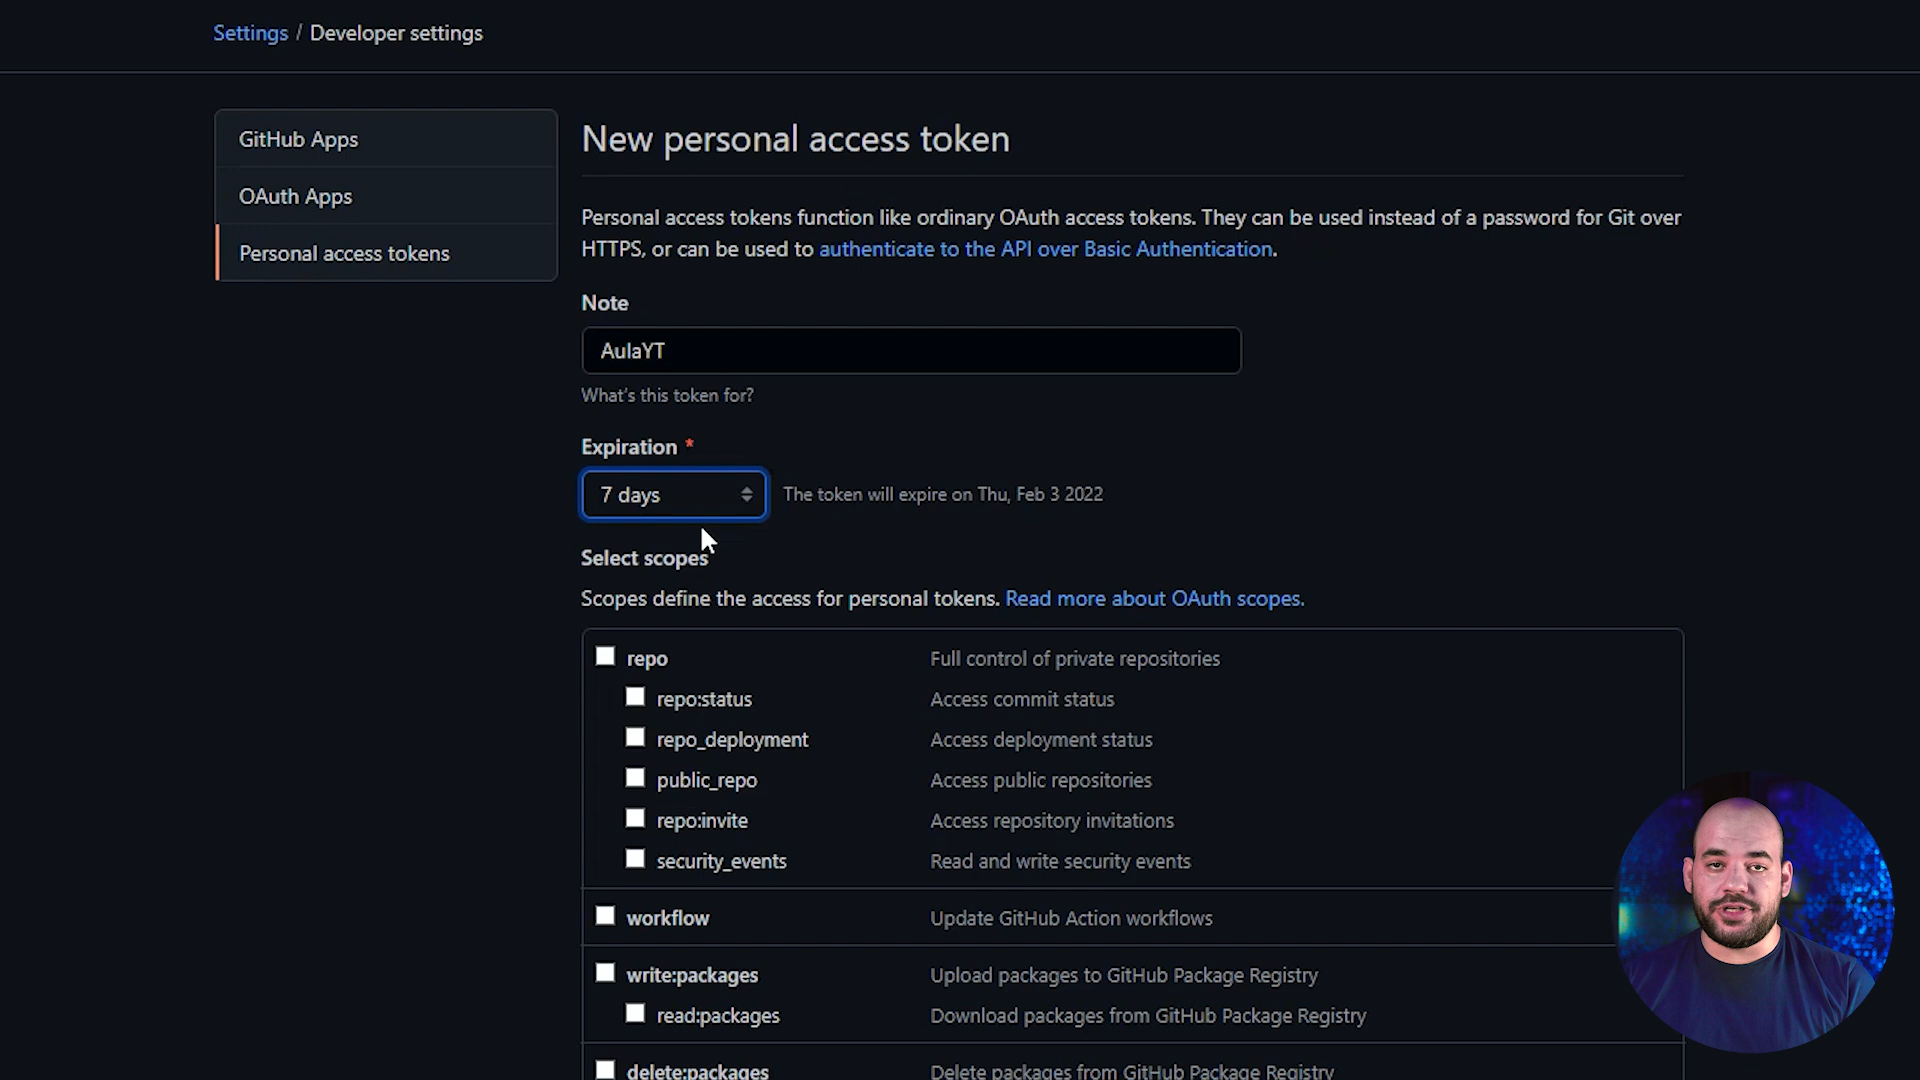 Settings / Developer settings
GitHub Apps
OAuth Apps
Personal access tokens
New personal access token
Personal access tokens function like ordinary OAuth access tokens. They can be used instead of a password for Git over
HTTPS, or can be used to authenticate to the API over Basic Authentication.
Note
AulaYT
What's this token for?
Expiration *
7 days
The token will expire on Thu, Feb 3 2022
Select scopes
Scopes define the access for personal tokens. Read more about OAuth scopes.
repo Full control of private repositories
repo:status Access commit status
repo_deployment Access deployment status
public_repo Access public repositories
repo:invite Access repository invitations
security_events Read and write security events
workflow Update GitHub Action workflows
write:packages Upload packages to GitHub Package Registry
read:packages Download packages from GitHub Package Registry
delete:packages Delete packages from GitHub Package Registry